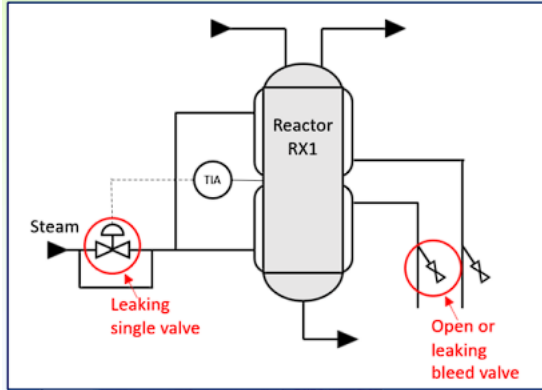 Reactor
RX1
TIA
Steam
Leaking
single valve
Open or
leaking
bleed valve